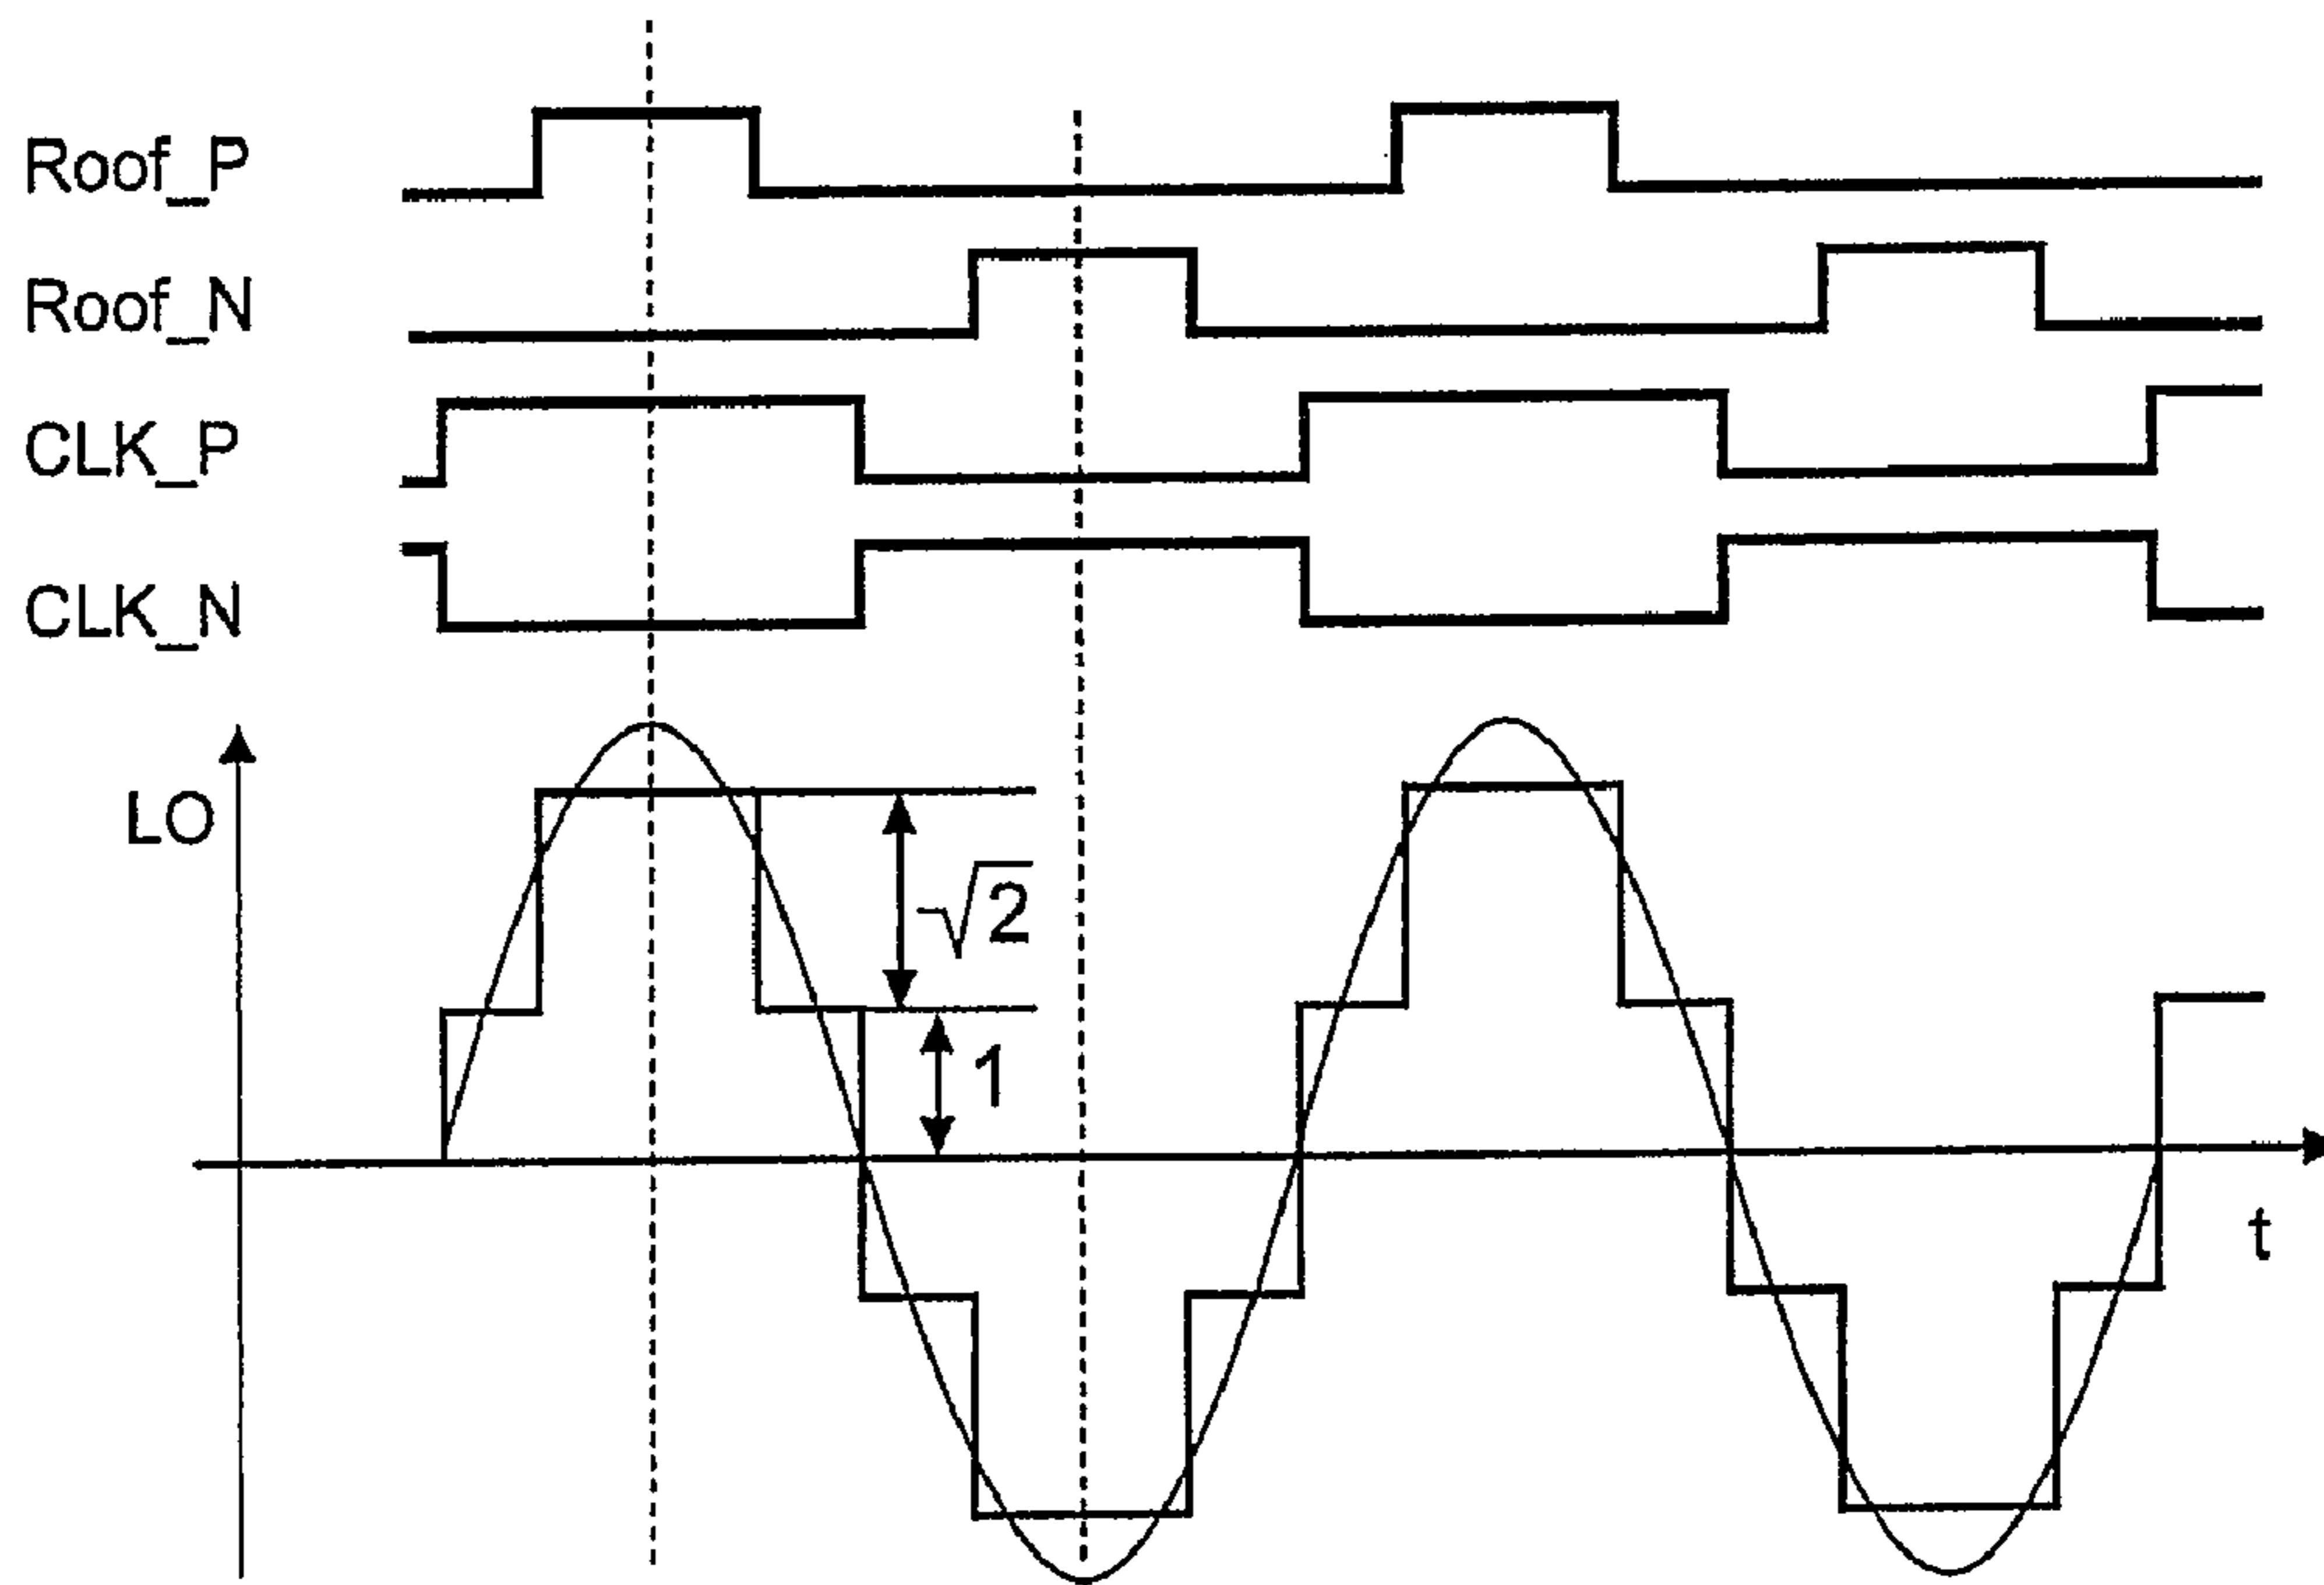 Roof_P
Roof_N
CLK_P
CLK_N
LO
√2
1
t